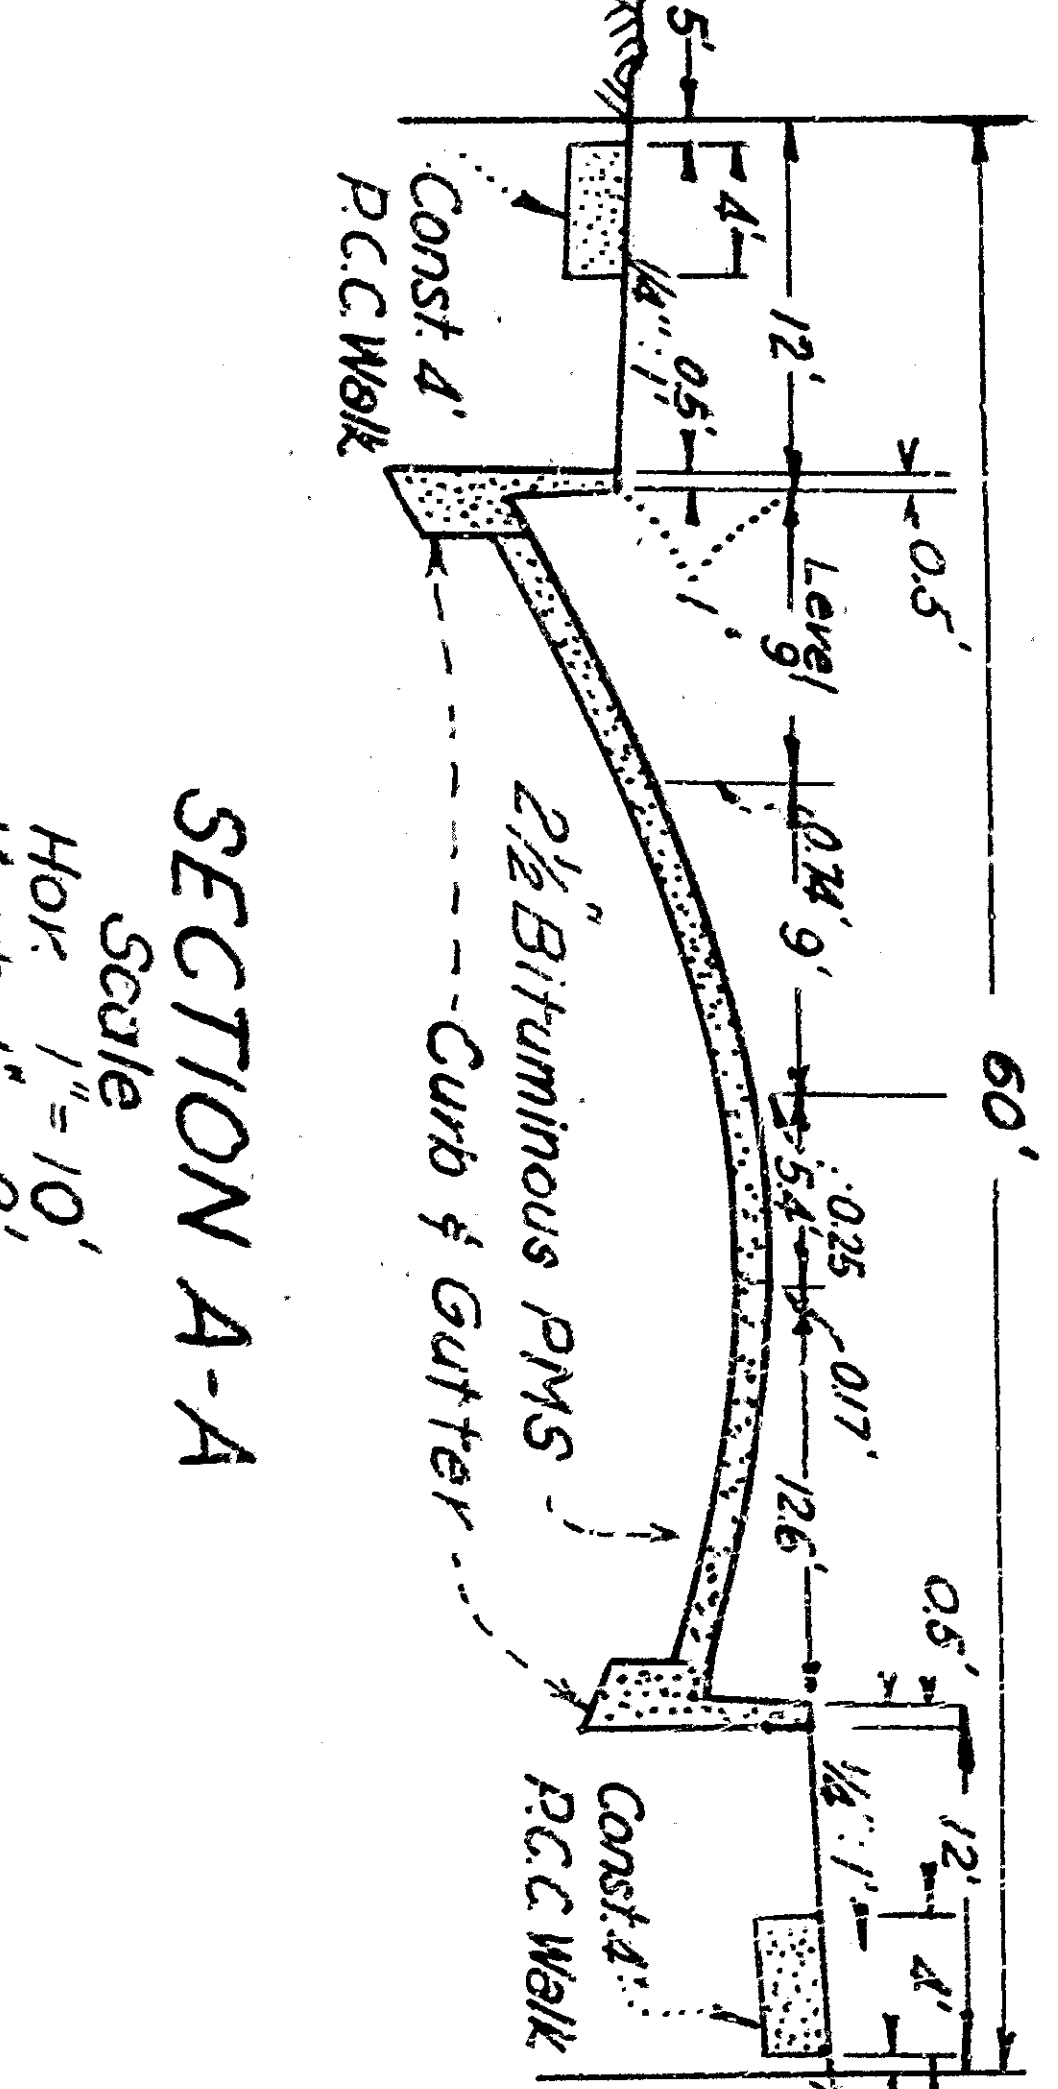 60'
5'
12'
0.5'
0.5'
12'
4'
Level
9'
0.74'
9'
0.25
5.4'
0.17'
12.6'
4'
0.5'
1/4" : 1'
1'
1/4" : 1'
Const. 4'
P.C.C. Walk
2 1/2" Bituminous PMS
Curb & Gutter
Const. 4'
P.C.C. Walk
SECTION A-A
Scale
Hor. 1" = 10'